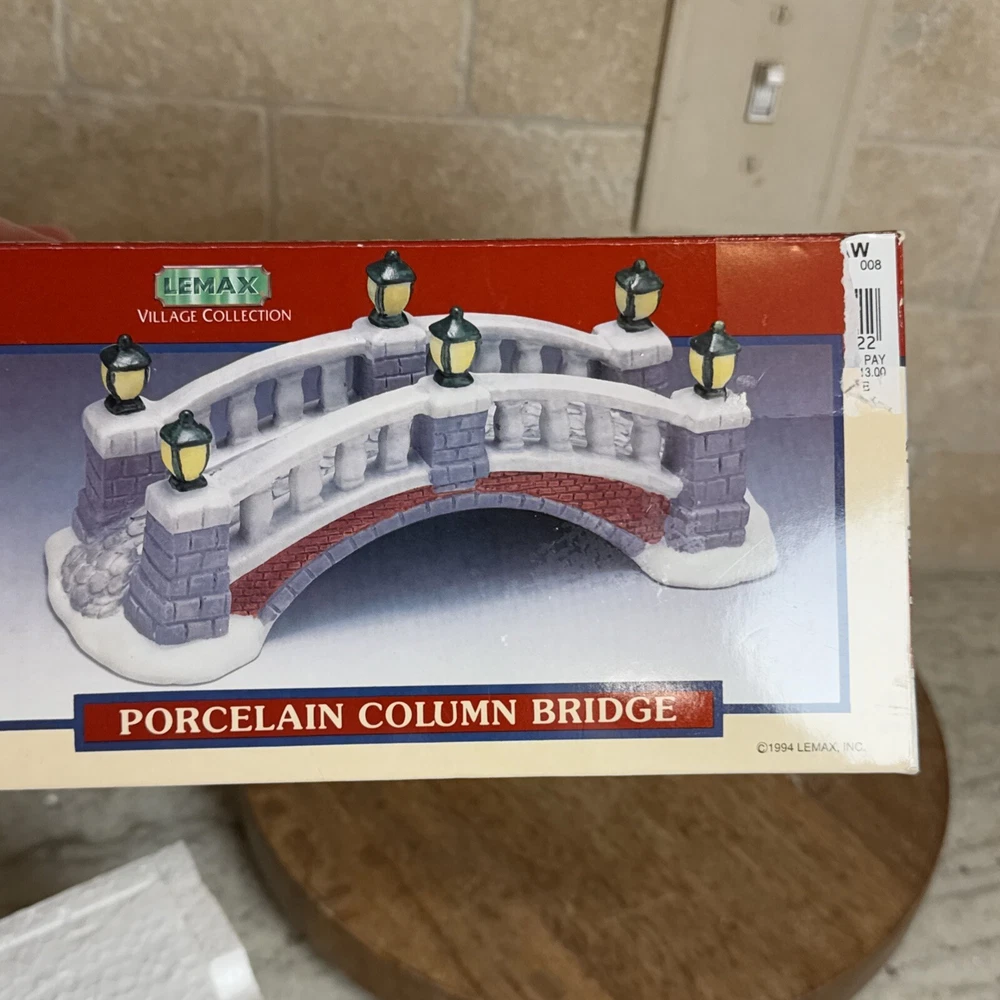 LEMAX
VILLAGE COLLECTION
W
008
22
PAY
13.00
E
PORCELAIN COLUMN BRIDGE
©1994 LEMAX, INC.